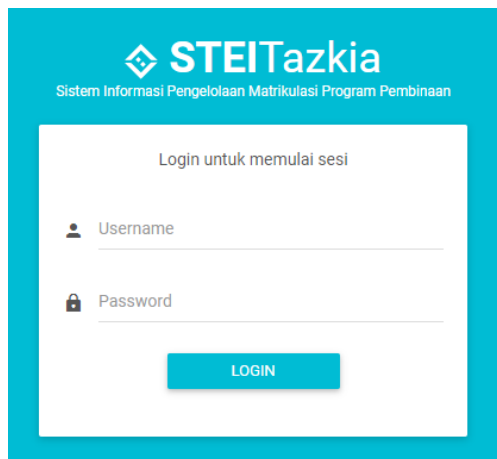 STEITazkia
Sistem Informasi Pengelolaan Matrikulasi Program Pembinaan
Login untuk memulai sesi
Username
Password
LOGIN